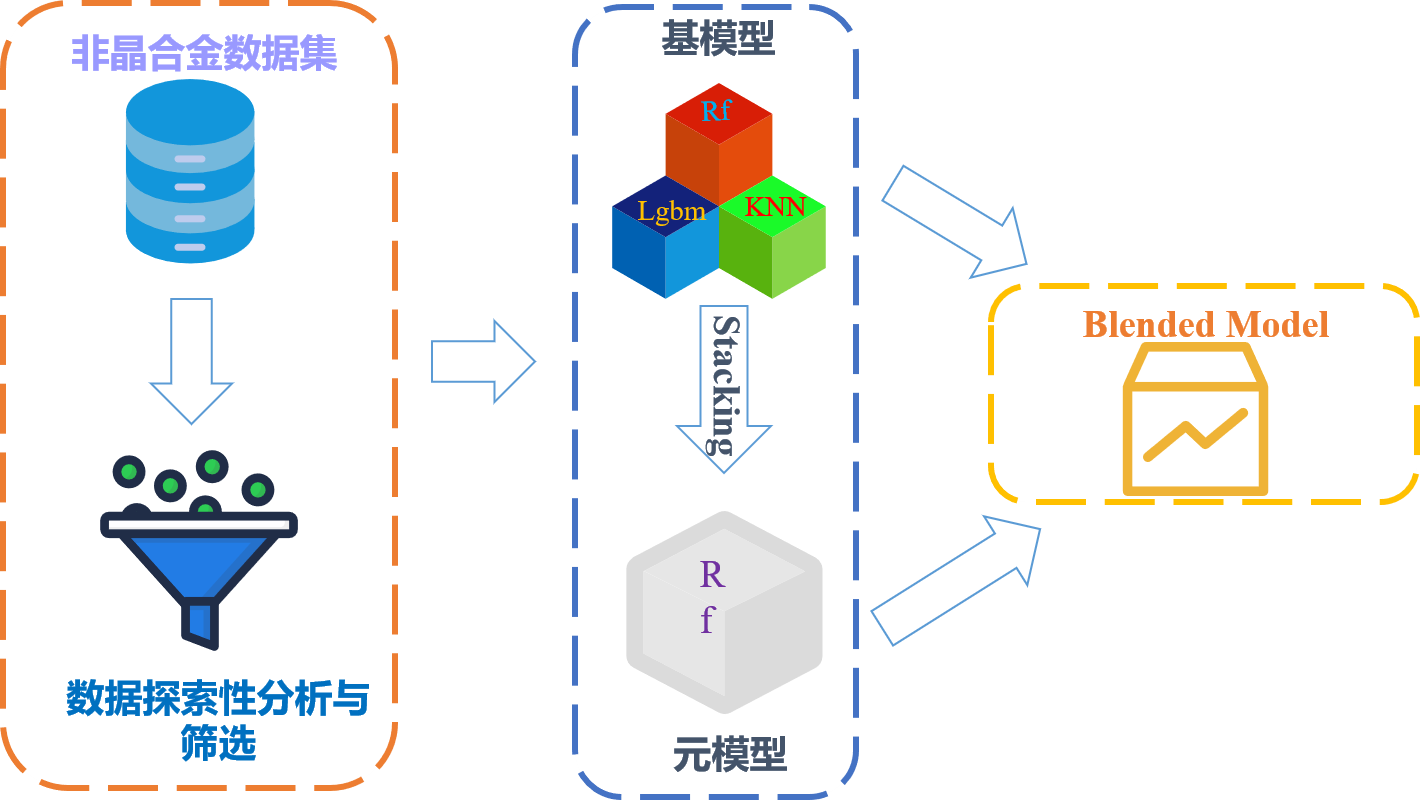 非晶合金数据集
数据探索性分析与
筛选
基模型
Rf
Lgbm
KNN
Stacking
R
f
元模型
Blended Model